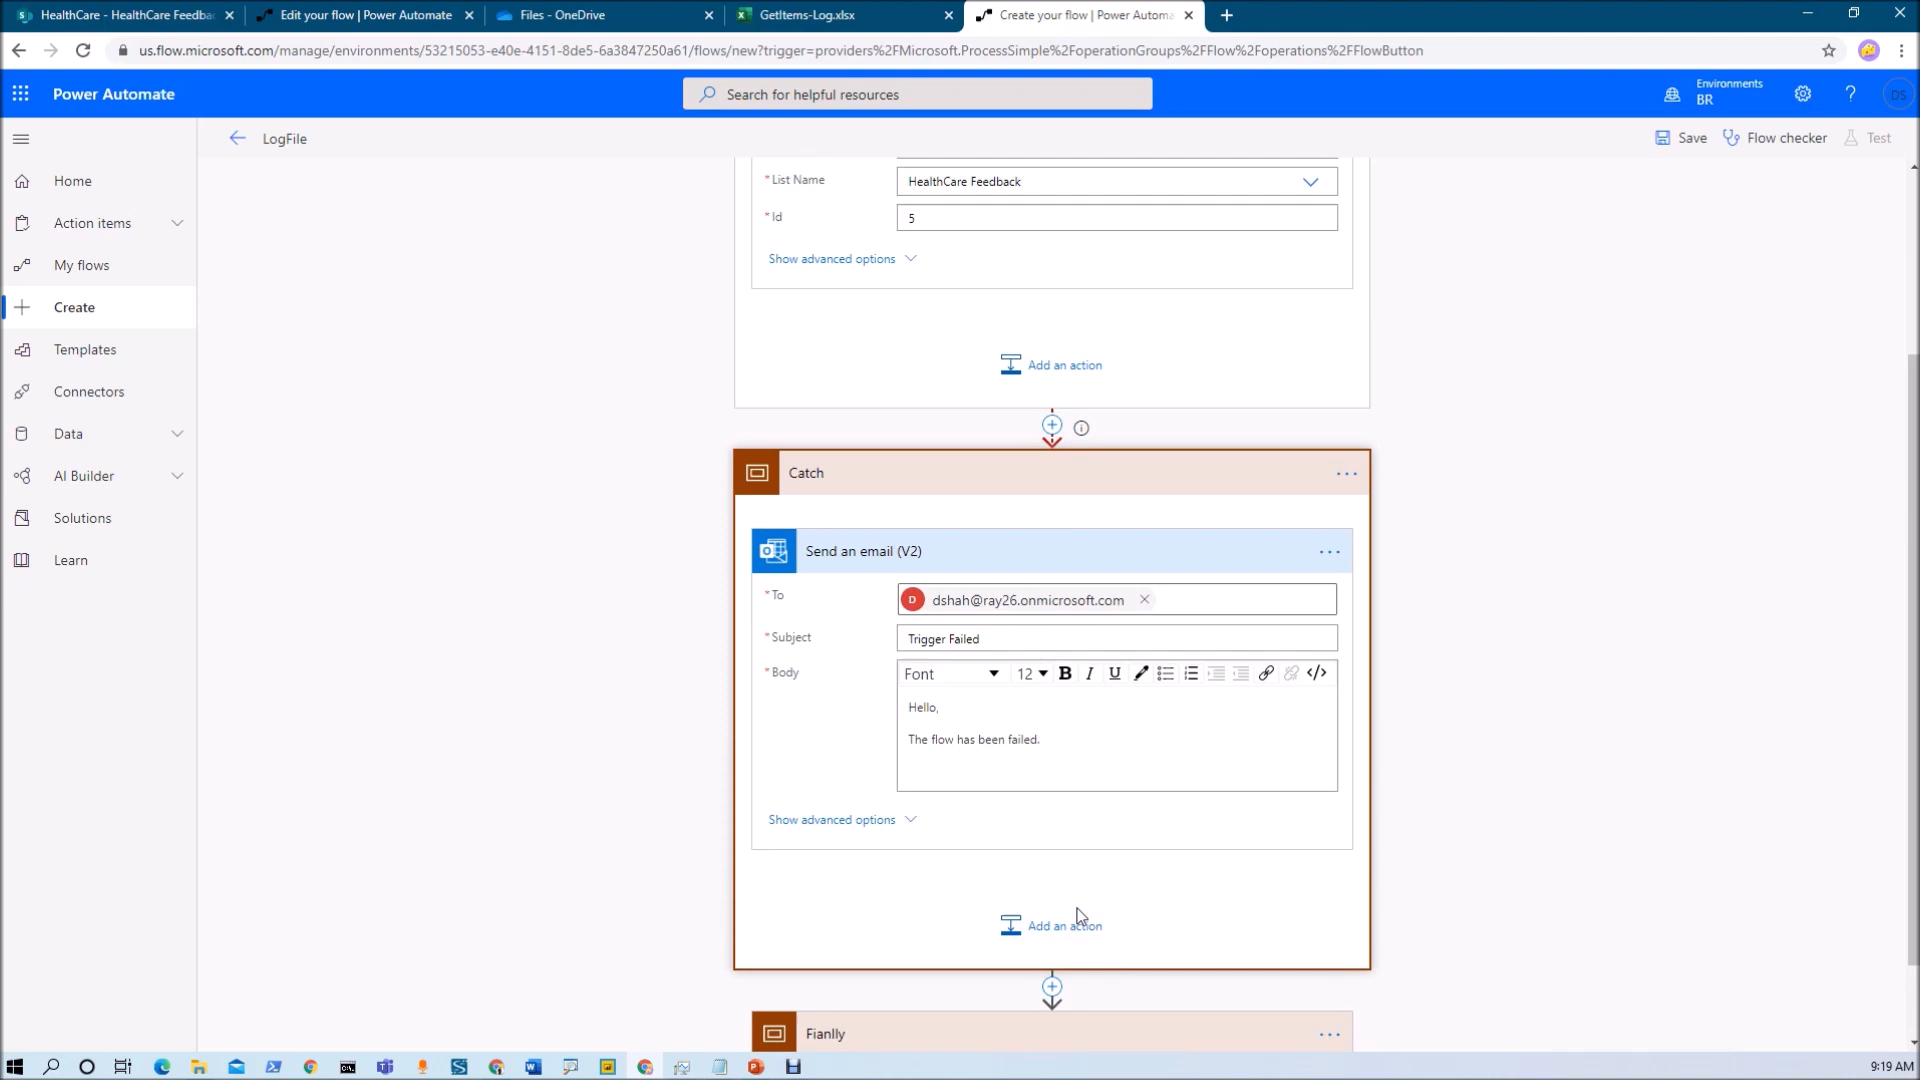 HealthCare - HealthCare Feedba
Edit your flow | Power Automate
Files - OneDrive
GetItems-Log.xlsx
Create your flow | Power Automa
us.flow.microsoft.com/manage/environments/53215053-e40e-4151-8de5-6a3847250a61/flows/new?trigger=providers%2FMicrosoft.ProcessSimple%2FoperationGroups%2FFlow%2Foperations%2FFlowButton
Power Automate
Search for helpful resources
Environments
BR
DS
LogFile
Save
Flow checker
Test
Home
Action items
My flows
Create
Templates
Connectors
Data
AI Builder
Solutions
Learn
* List Name
HealthCare Feedback
* Id
5
Show advanced options
Add an action
Catch
Send an email (V2)
* To
D
dshah@ray26.onmicrosoft.com
* Subject
Trigger Failed
* Body
Font
12
B I U
Hello,
The flow has been failed.
Show advanced options
Add an action
Fianlly
9:19 AM